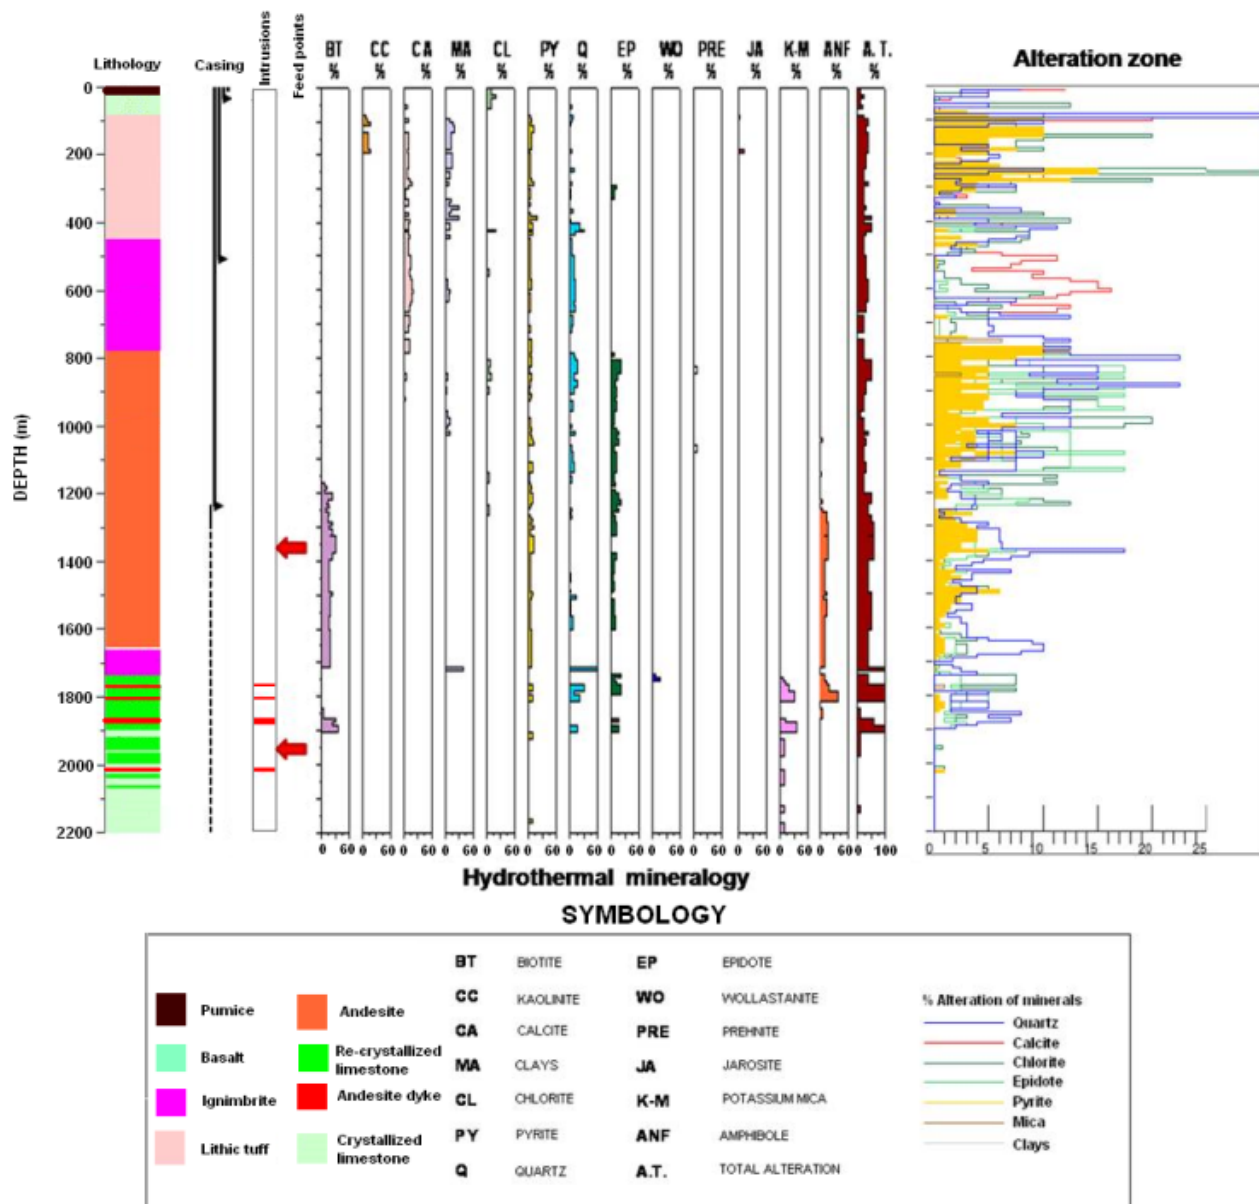 Lithology
Casing
Intrusions
Feed points
BT CC CA MA CL PY Q EP WO PRE JA K-M ANF A.T.
% % % % % % % % % % % % % %
Alteration zone
DEPTH (m)
0
200
400
600
800
1000
1200
1400
1600
1800
2000
2200
0 60 0 60 0 60 0 60 0 60 0 60 0 60 0 60 0 60 0 60 0 60 0 60 0 60 0 100
0 5 10 15 20 25
Hydrothermal mineralogy
SYMBOLOGY
Pumice
Basalt
Ignimbrite
Lithic tuff
Andesite
Re-crystallized
limestone
Andesite dyke
Crystallized
limestone
BT BIOTITE
CC KAOLINITE
CA CALCITE
MA CLAYS
CL CHLORITE
PY PYRITE
Q QUARTZ
EP EPIDOTE
WO WOLLASTANITE
PRE PREHNITE
JA JAROSITE
K-M POTASSIUM MICA
ANF AMPHIBOLE
A.T. TOTAL ALTERATION
% Alteration of minerals
Quartz
Calcite
Chlorite
Epidote
Pyrite
Mica
Clays